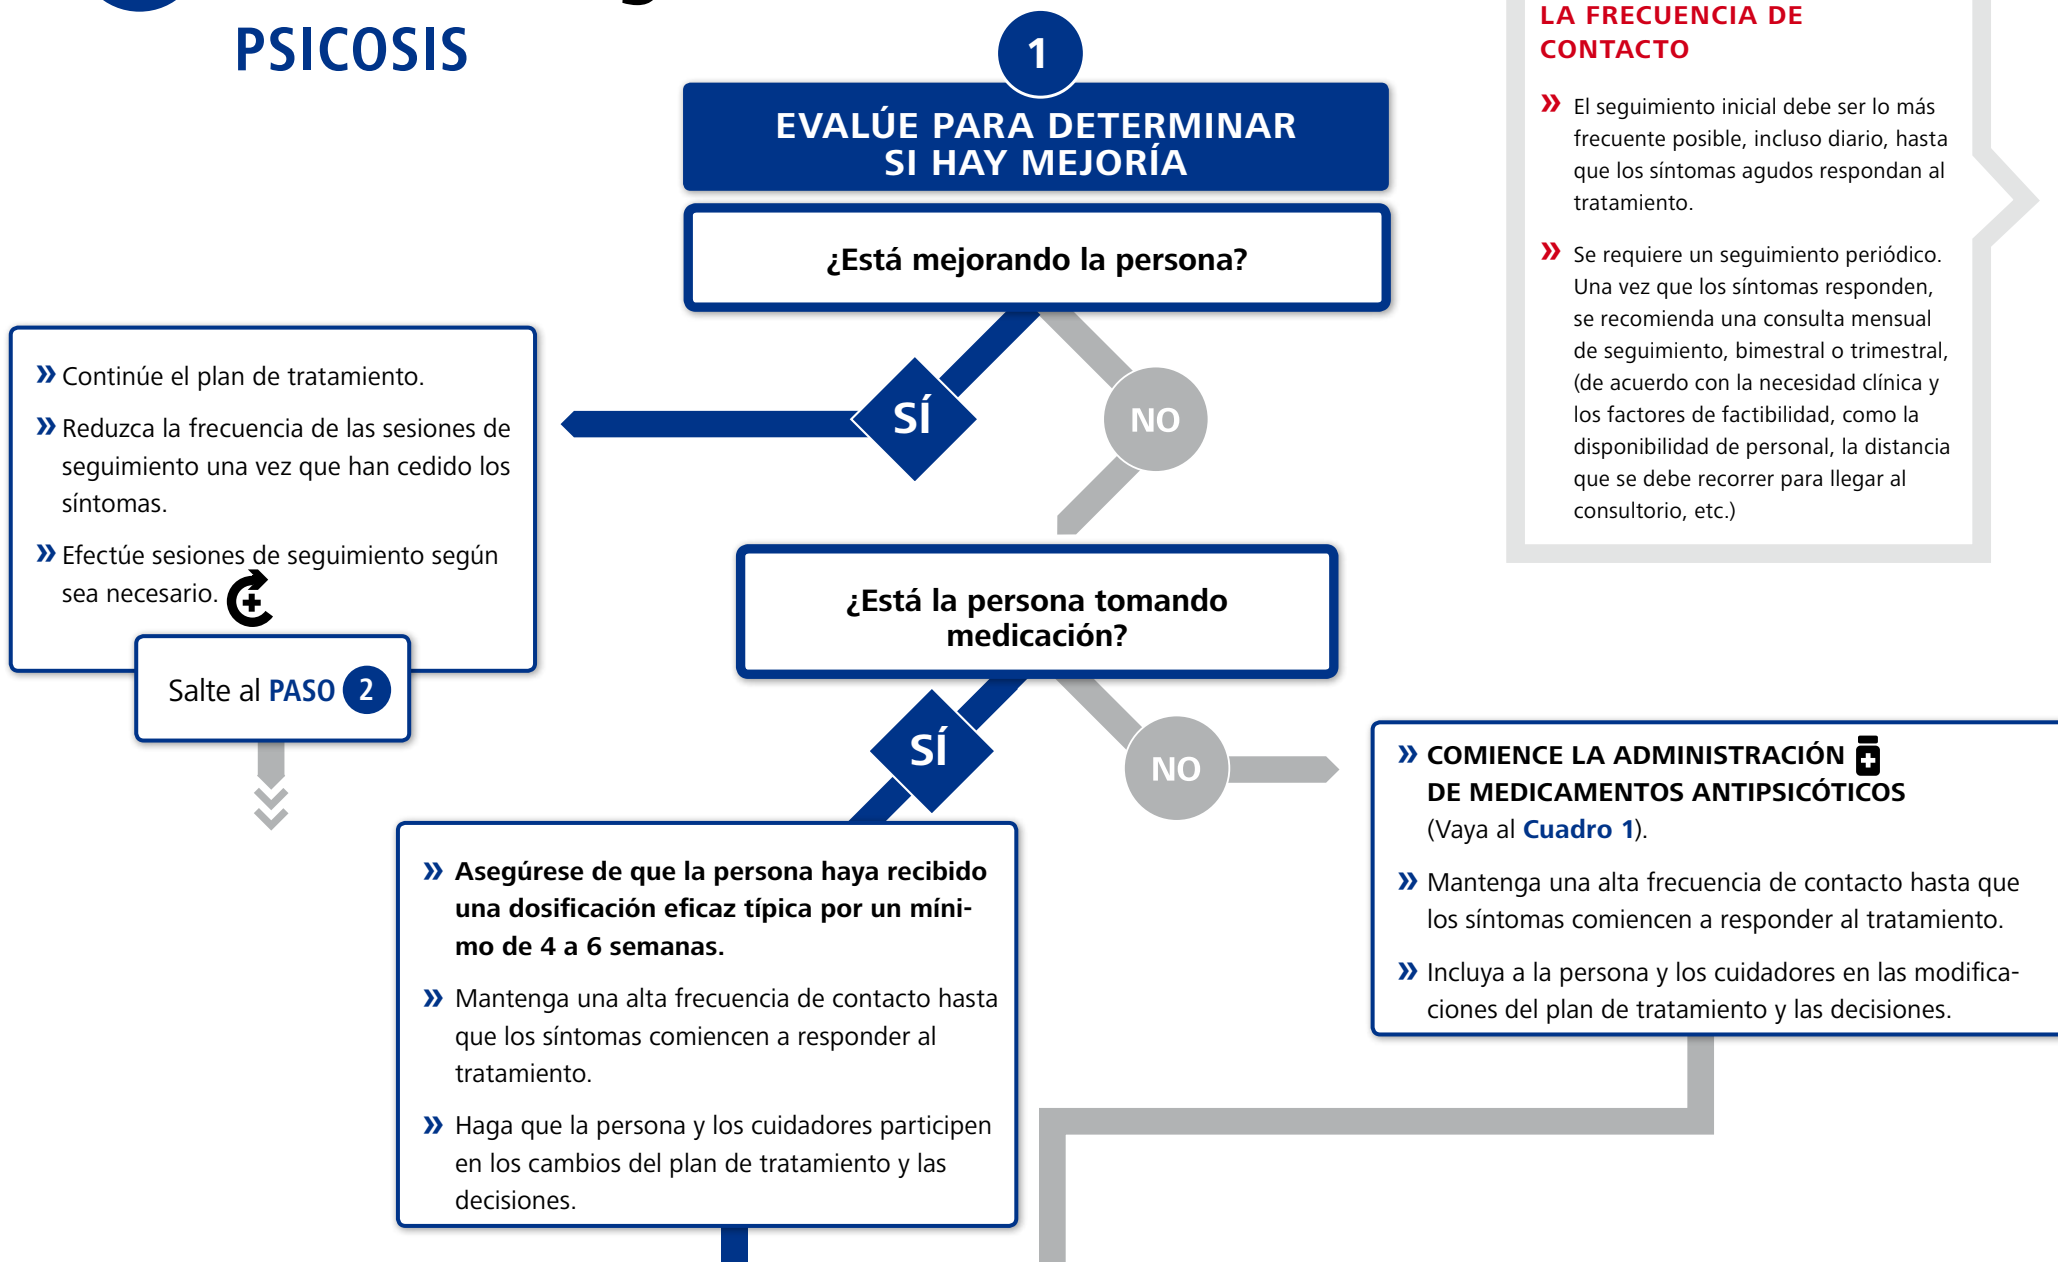 PSICOSIS
1
EVALÚE PARA DETERMINAR
SI HAY MEJORÍA
¿Está mejorando la persona?
LA FRECUENCIA DE
CONTACTO
» El seguimiento inicial debe ser lo más
frecuente posible, incluso diario, hasta
que los síntomas agudos respondan al
tratamiento.
» Se requiere un seguimiento periódico.
Una vez que los síntomas responden,
se recomienda una consulta mensual
de seguimiento, bimestral o trimestral,
(de acuerdo con la necesidad clínica y
los factores de factibilidad, como la
disponibilidad de personal, la distancia
que se debe recorrer para llegar al
consultorio, etc.)
SÍ
NO
» Continúe el plan de tratamiento.
» Reduzca la frecuencia de las sesiones de
seguimiento una vez que han cedido los
síntomas.
» Efectúe sesiones de seguimiento según
sea necesario.
Salte al PASO 2
¿Está la persona tomando
medicación?
SÍ
NO
» Asegúrese de que la persona haya recibido
una dosificación eficaz típica por un míni-
mo de 4 a 6 semanas.
» Mantenga una alta frecuencia de contacto hasta
que los síntomas comiencen a responder al
tratamiento.
» Haga que la persona y los cuidadores participen
en los cambios del plan de tratamiento y las
decisiones.
» COMIENCE LA ADMINISTRACIÓN
DE MEDICAMENTOS ANTIPSICÓTICOS
(Vaya al Cuadro 1).
» Mantenga una alta frecuencia de contacto hasta que
los síntomas comiencen a responder al tratamiento.
» Incluya a la persona y los cuidadores en las modifica-
ciones del plan de tratamiento y las decisiones.